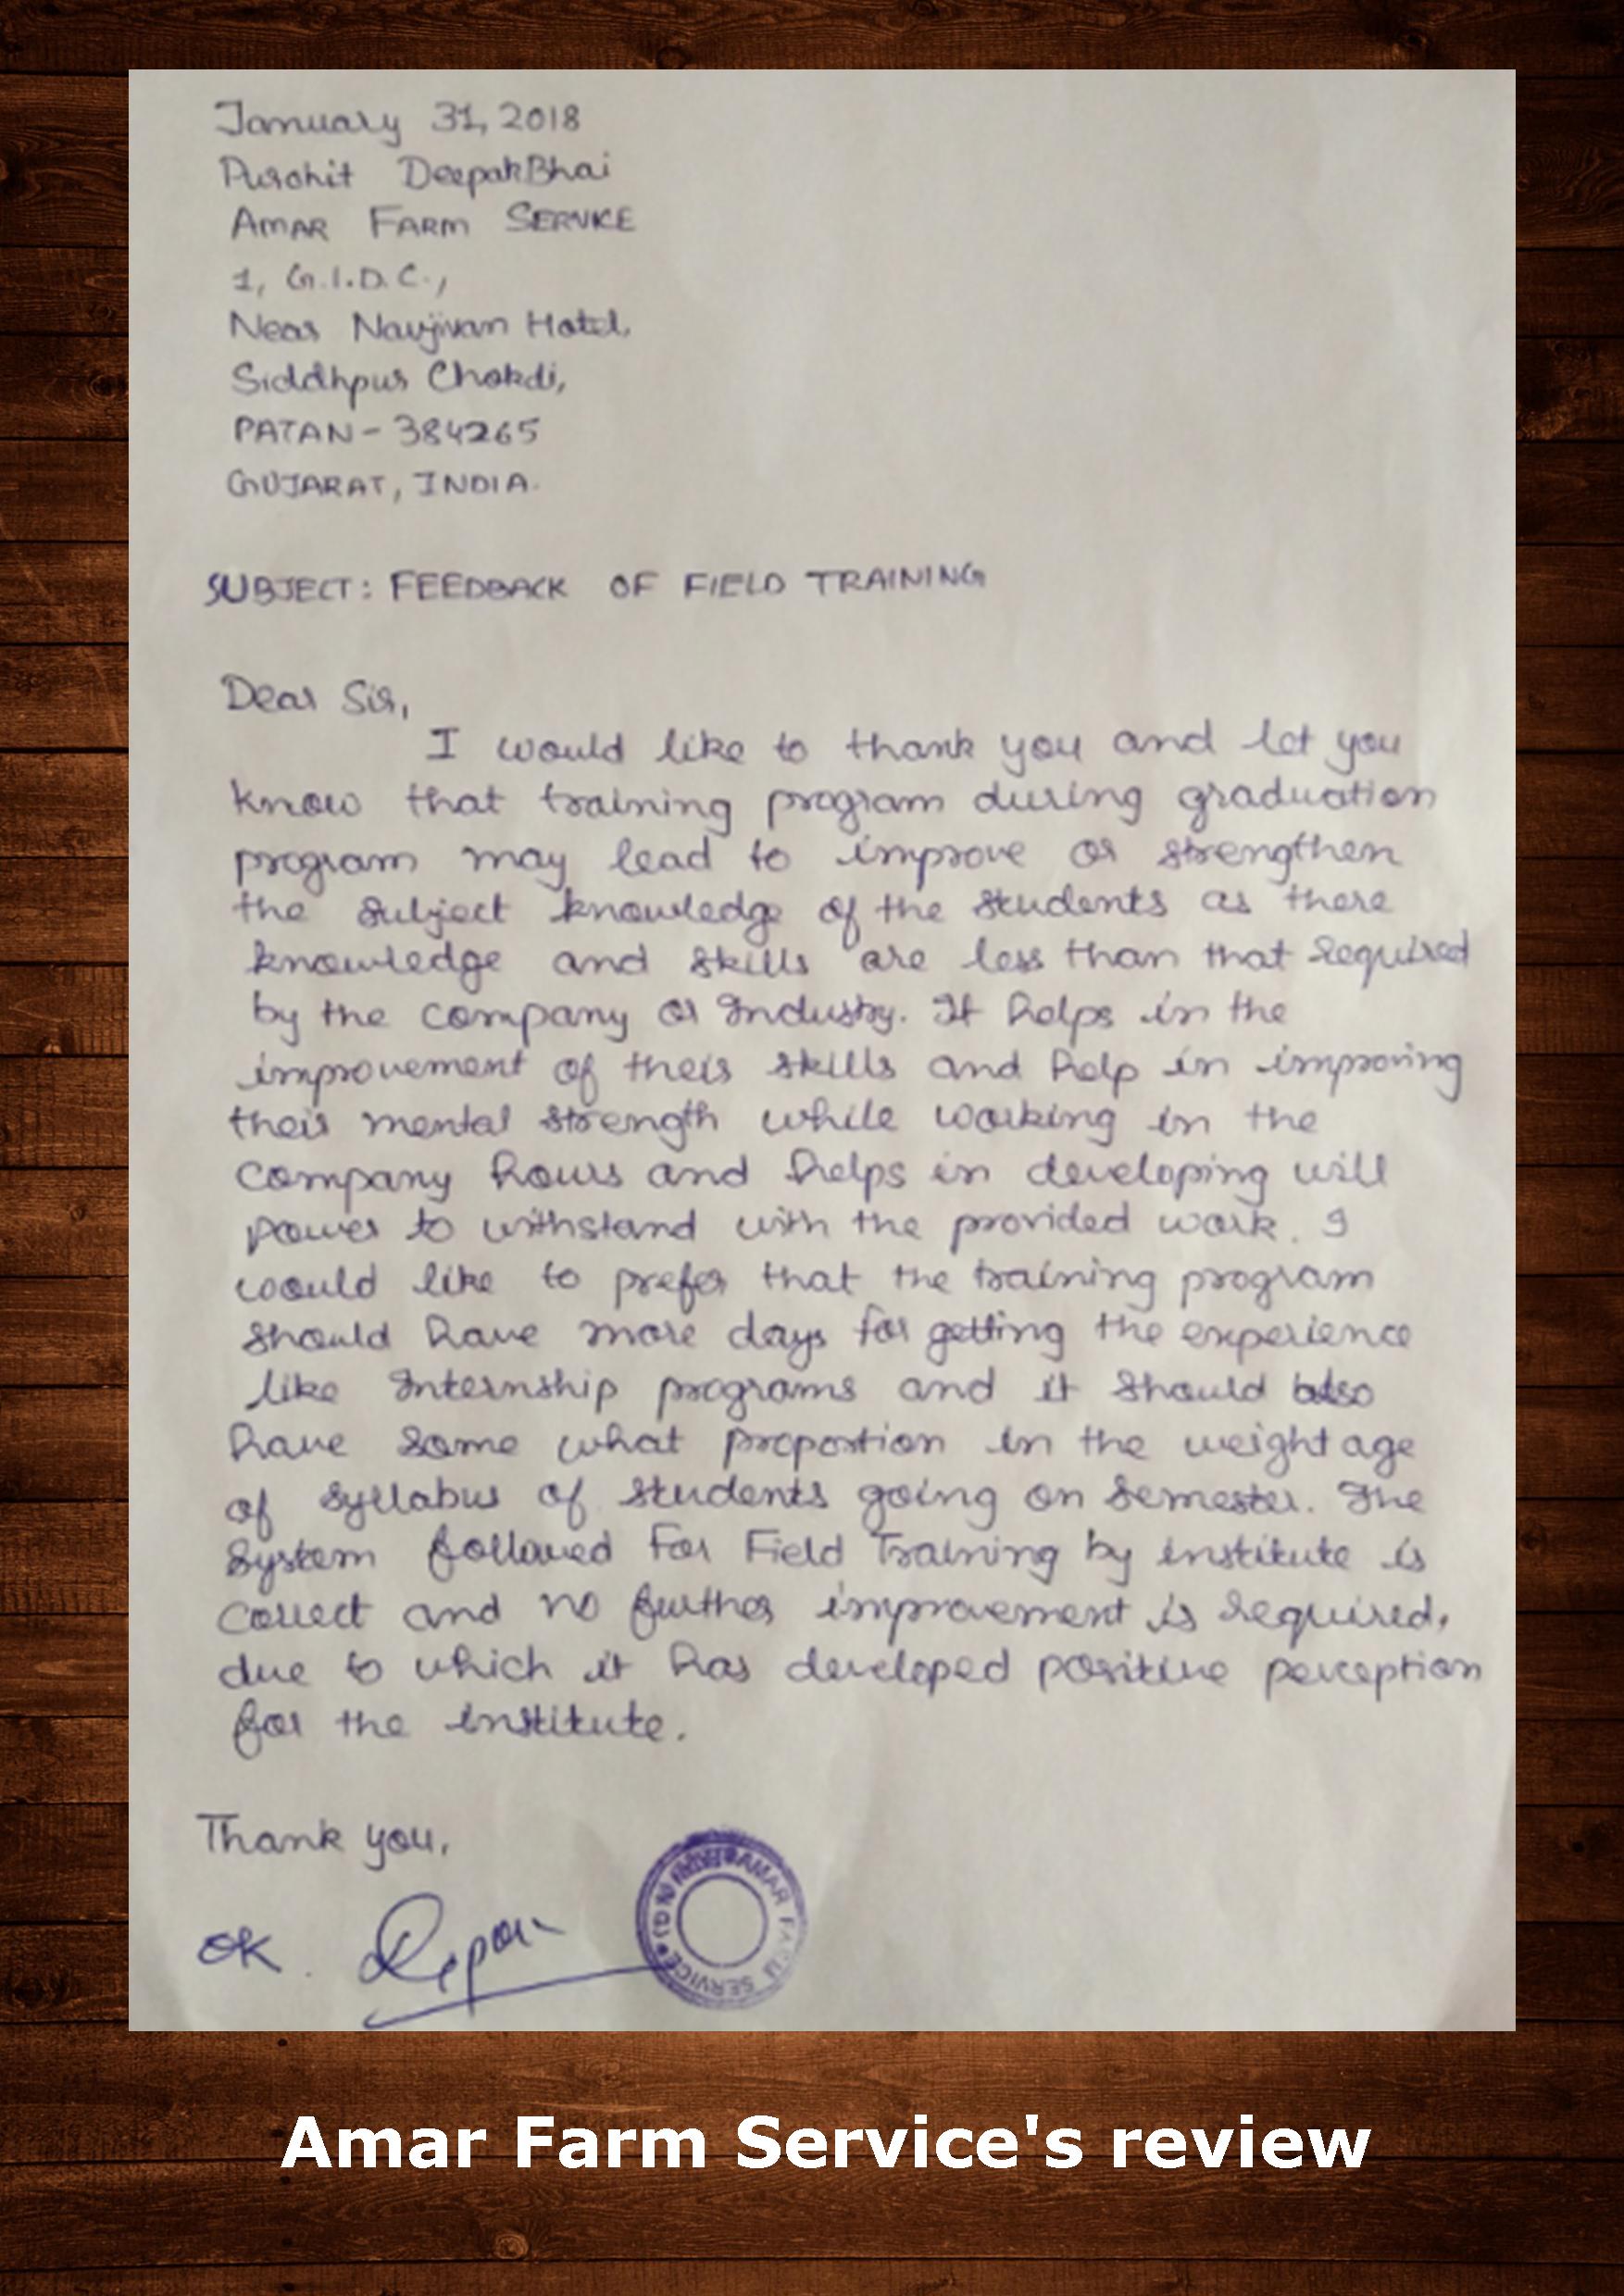 January 31, 2018
Purohit DeepakBhai
AMAR FARM SERVICE
1, G.I.D.C.,
Near Navjivan Hotel,
Siddhpur Chokdi,
PATAN - 384265
GUJARAT, INDIA.
SUBJECT: FEEDBACK OF FIELD TRAINING
Dear Sir,
I would like to thank you and let you
know that training program during graduation
program may lead to improve or strengthen
the subject knowledge of the students as there
knowledge and skills are less than that required
by the company or Industry. It helps in the
improvement of their skills and help in improving
their mental strength while working in the
company hours and helps in developing will
power to withstand with the provided work. I
would like to prefer that the training program
should have more days for getting the experience
like Internship programs and it should also
have some what proportion in the weightage
of syllabus of students going on semester. The
system followed for Field Training by institute is
correct and no further improvement is required,
due to which it has developed positive perception
for the institute.
Thank you,
OK.
AMAR FARM SERVICE
Amar Farm Service's review